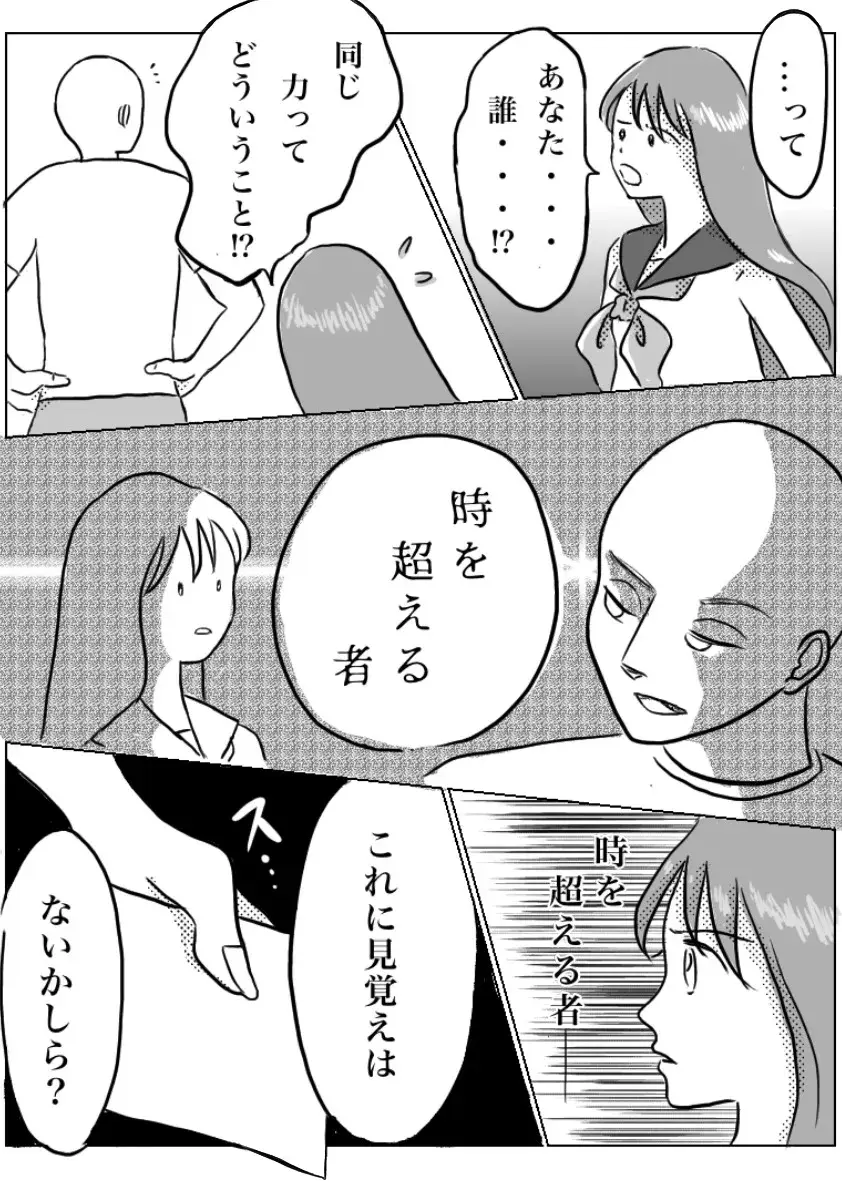 …って
あなた・・・
誰・・・⁉
同じ
力って
どういうこと⁉
時を
超える
者
時を
超える者―
これに見覚えは
ないかしら？
ス…